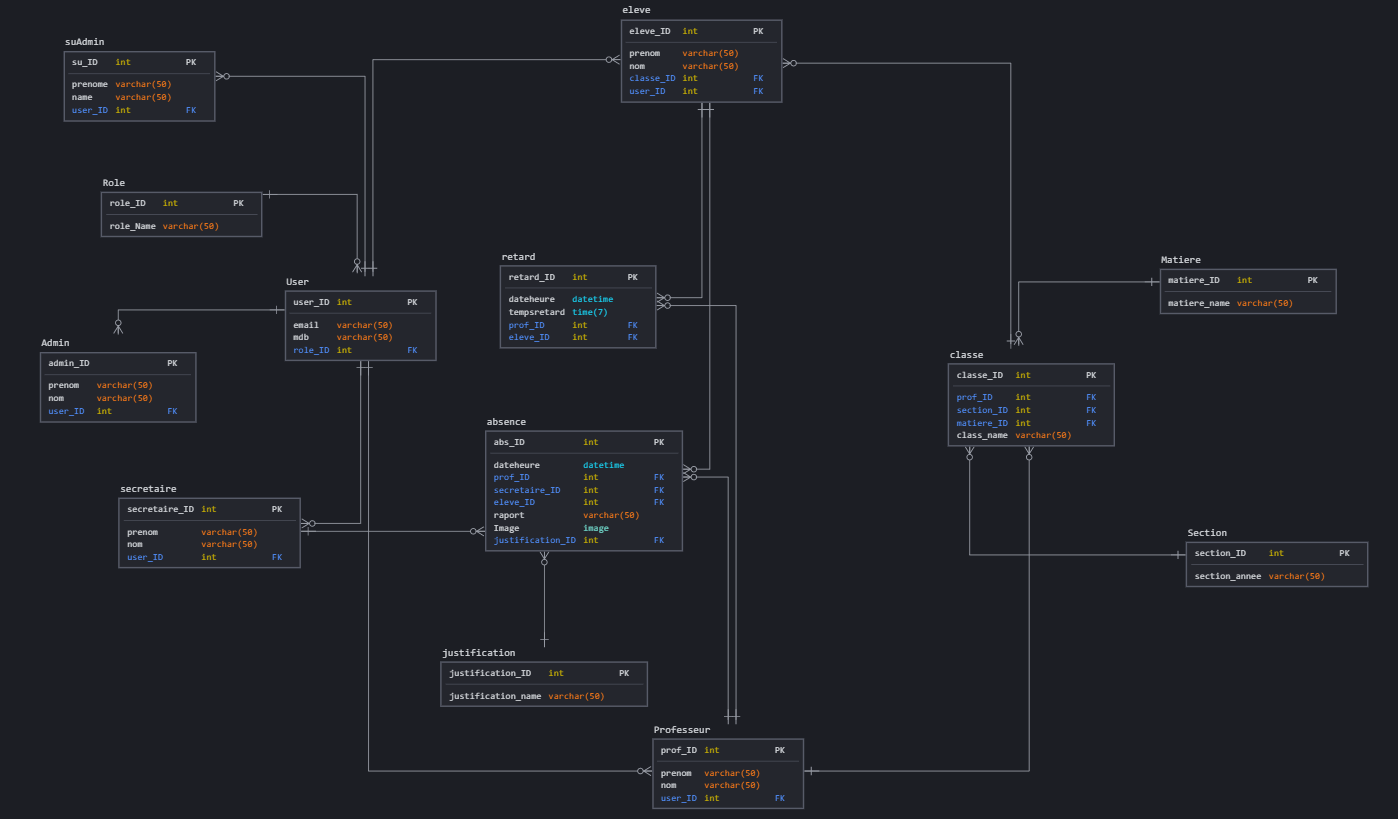 eleve
eleve_ID int PK
prenom varchar(50)
nom varchar(50)
classe_ID int FK
user_ID int FK
suAdmin
su_ID int PK
prenome varchar(50)
name varchar(50)
user_ID int FK
Role
role_ID int PK
role_Name varchar(50)
User
user_ID int PK
email varchar(50)
mdb varchar(50)
role_ID int FK
retard
retard_ID int PK
dateheure datetime
tempsretard time(7)
prof_ID int FK
eleve_ID int FK
Matiere
matiere_ID int PK
matiere_name varchar(50)
Admin
admin_ID PK
prenom varchar(50)
nom varchar(50)
user_ID int FK
classe
classe_ID int PK
prof_ID int FK
section_ID int FK
matiere_ID int FK
class_name varchar(50)
absence
abs_ID int PK
dateheure datetime
prof_ID int FK
secretaire_ID int FK
eleve_ID int FK
raport varchar(50)
Image image
justification_ID int FK
secretaire
secretaire_ID int PK
prenom varchar(50)
nom varchar(50)
user_ID int FK
Section
section_ID int PK
section_annee varchar(50)
justification
justification_ID int PK
justification_name varchar(50)
Professeur
prof_ID int PK
prenom varchar(50)
nom varchar(50)
user_ID int FK